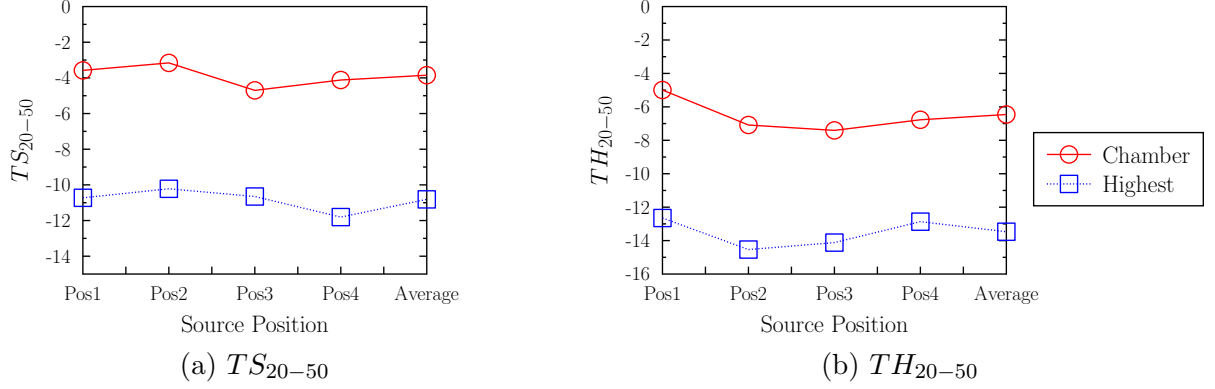 0
-2
-4
-6
-8
-10
-12
-14
TS20−50
Pos1 Pos2 Pos3 Pos4 Average
Source Position
(a) TS20−50
0
-2
-4
-6
-8
-10
-12
-14
-16
TH20−50
Pos1 Pos2 Pos3 Pos4 Average
Source Position
(b) TH20−50
Chamber
Highest